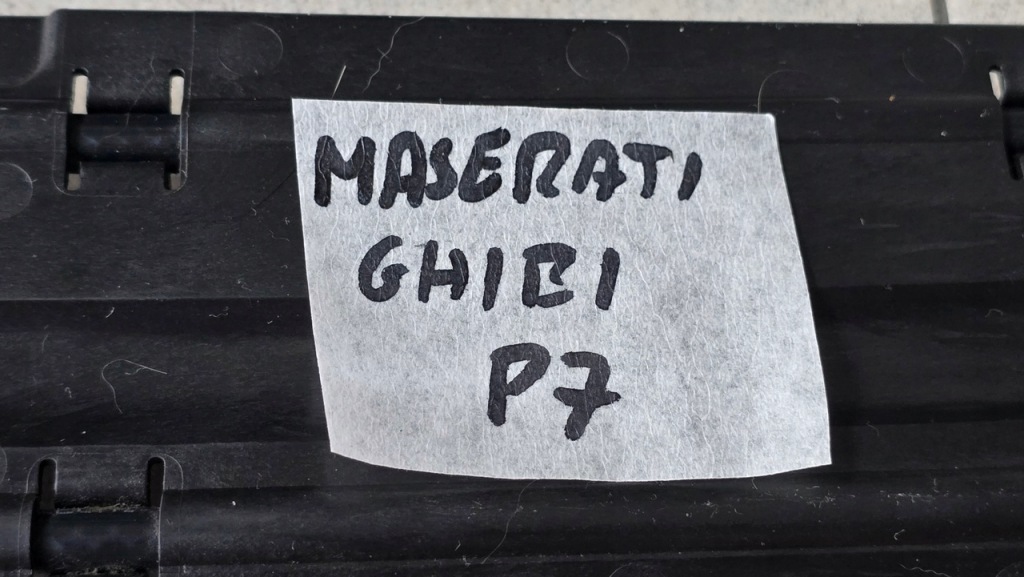 MASERATI
GHIBI
P7